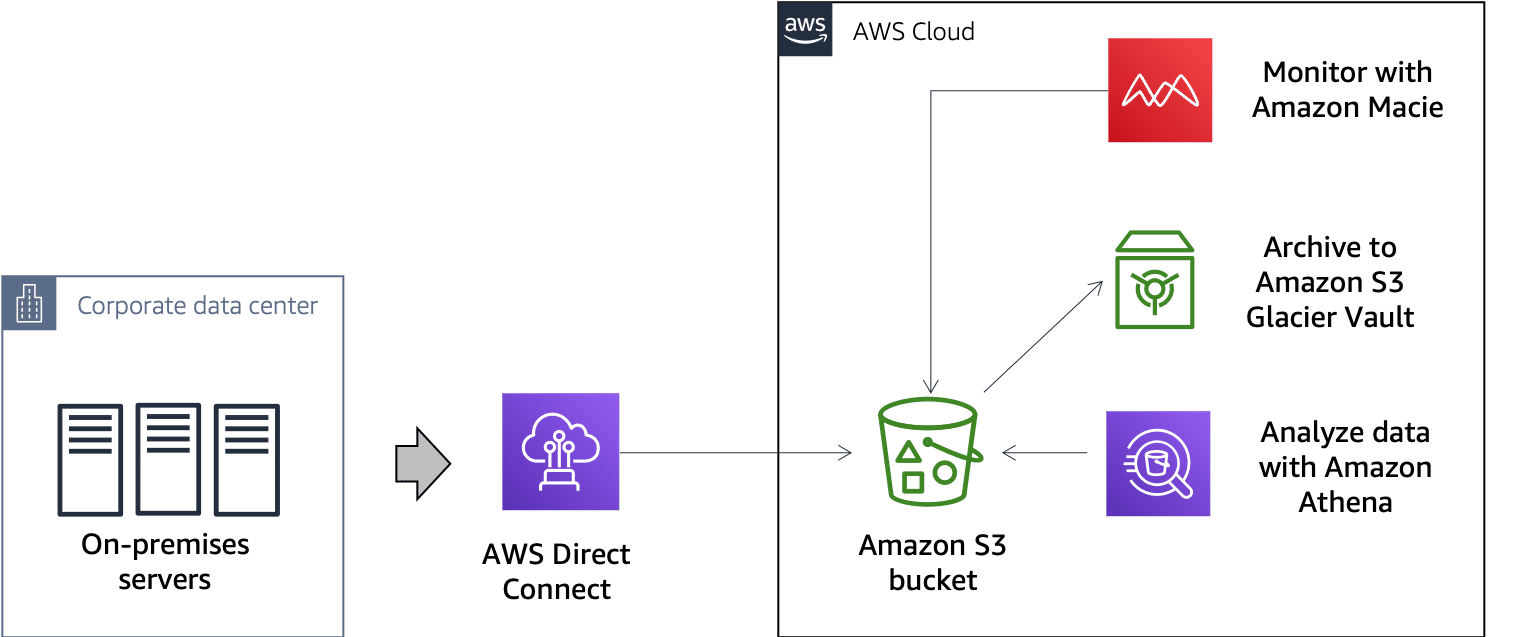 aws
AWS Cloud
Monitor with
Amazon Macie
Archive to
Amazon S3
Glacier Vault
Corporate data center
Analyze data
with Amazon
Athena
On-premises
servers
AWS Direct
Connect
Amazon S3
bucket